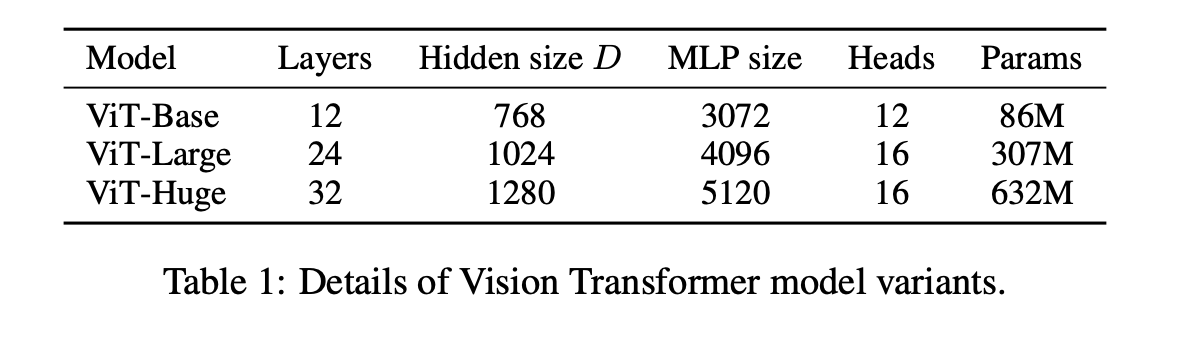 Model Layers Hidden size D MLP size Heads Params
ViT-Base 12 768 3072 12 86M
ViT-Large 24 1024 4096 16 307M
ViT-Huge 32 1280 5120 16 632M
Table 1: Details of Vision Transformer model variants.